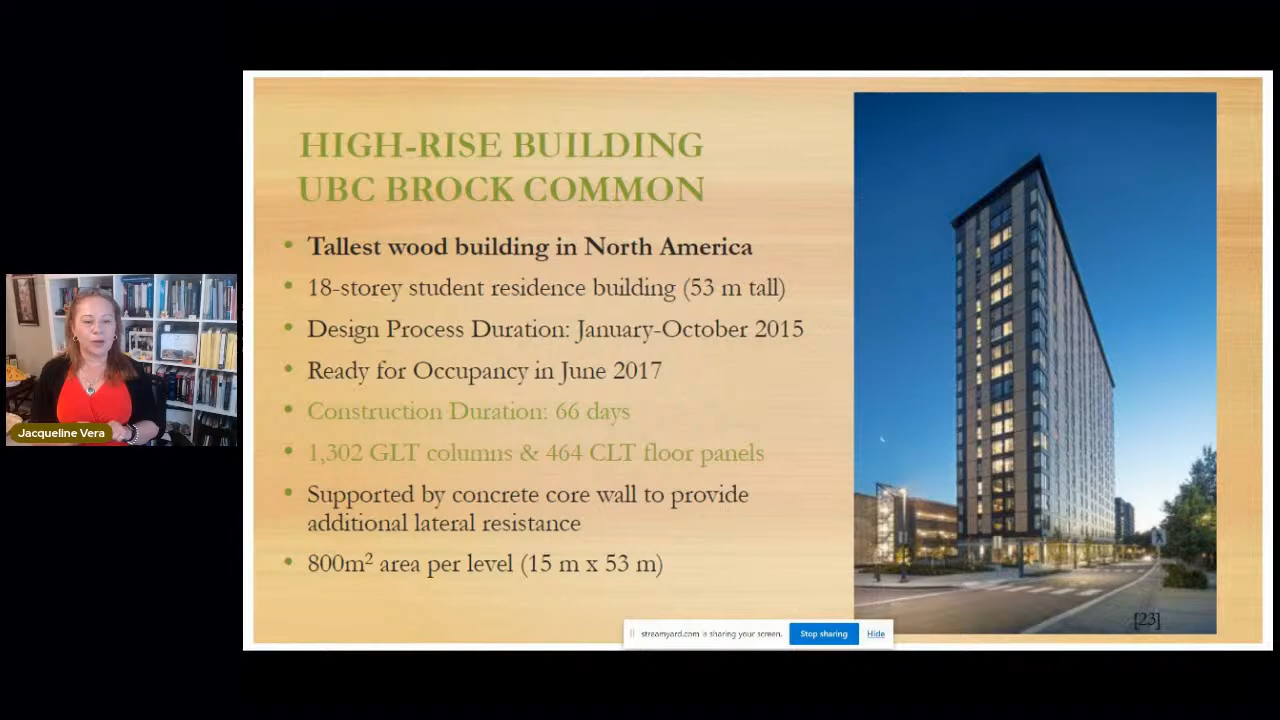 HIGH-RISE BUILDING
UBC BROCK COMMON
• Tallest wood building in North America
• 18-storey student residence building (53 m tall)
• Design Process Duration: January-October 2015
• Ready for Occupancy in June 2017
• Construction Duration: 66 days
• 1,302 GLT columns & 464 CLT floor panels
• Supported by concrete core wall to provide
additional lateral resistance
• 800m² area per level (15 m x 53 m)
[23]
Jacqueline Vera
streamyard.com is sharing your screen. Stop sharing Hide